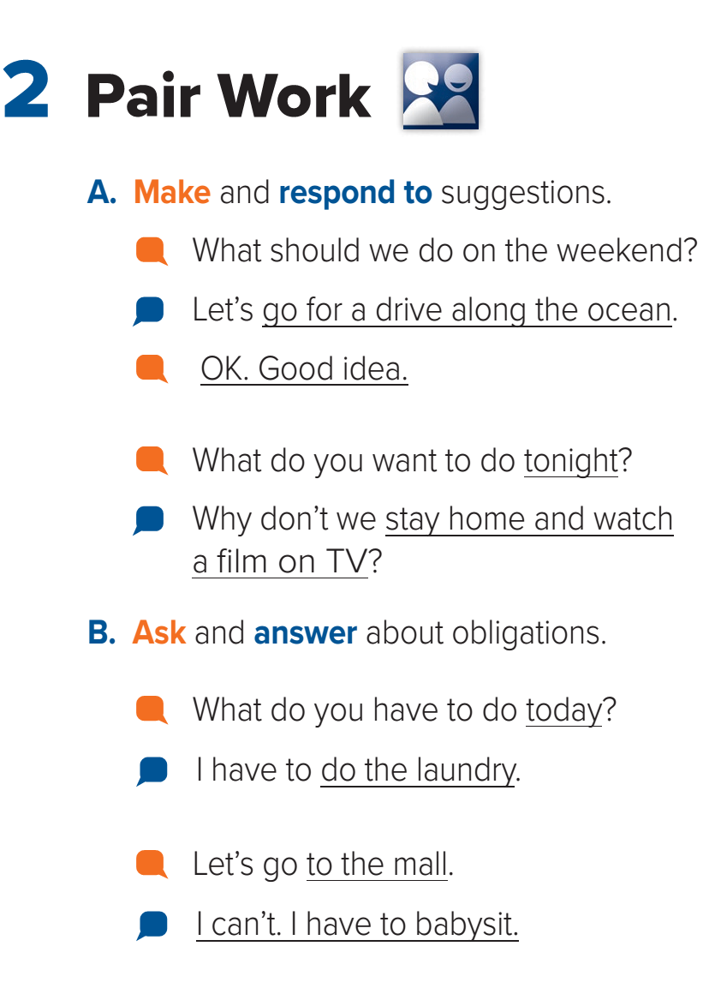 2 Pair Work
A. Make and respond to suggestions.
What should we do on the weekend?
Let’s go for a drive along the ocean.
OK. Good idea.
What do you want to do tonight?
Why don’t we stay home and watch
a film on TV?
B. Ask and answer about obligations.
What do you have to do today?
I have to do the laundry.
Let’s go to the mall.
I can’t. I have to babysit.